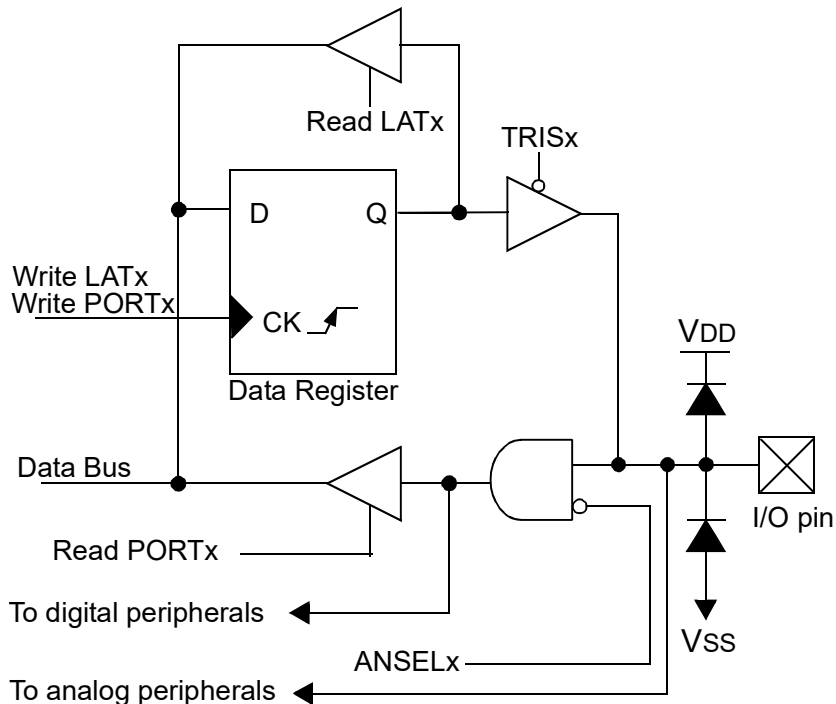 Read LATx
TRISx
D
Q
Write LATx
Write PORTx
CK
Data Register
VDD
Data Bus
I/O pin
Read PORTx
To digital peripherals
VSS
ANSELx
To analog peripherals